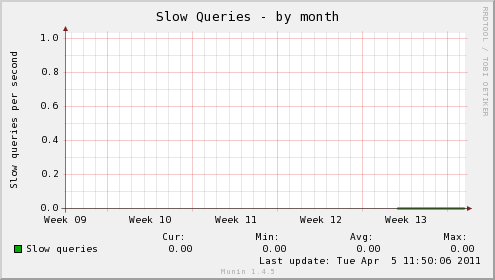 Slow Queries - by month
RRDTOOL / TOBI OETIKER
Slow queries per second
1.0
0.8
0.6
0.4
0.2
0.0
Week 09 Week 10 Week 11 Week 12 Week 13
Cur: Min: Avg: Max:
Slow queries 0.00 0.00 0.00 0.00
Last update: Tue Apr  5 11:50:06 2011
Munin 1.4.5